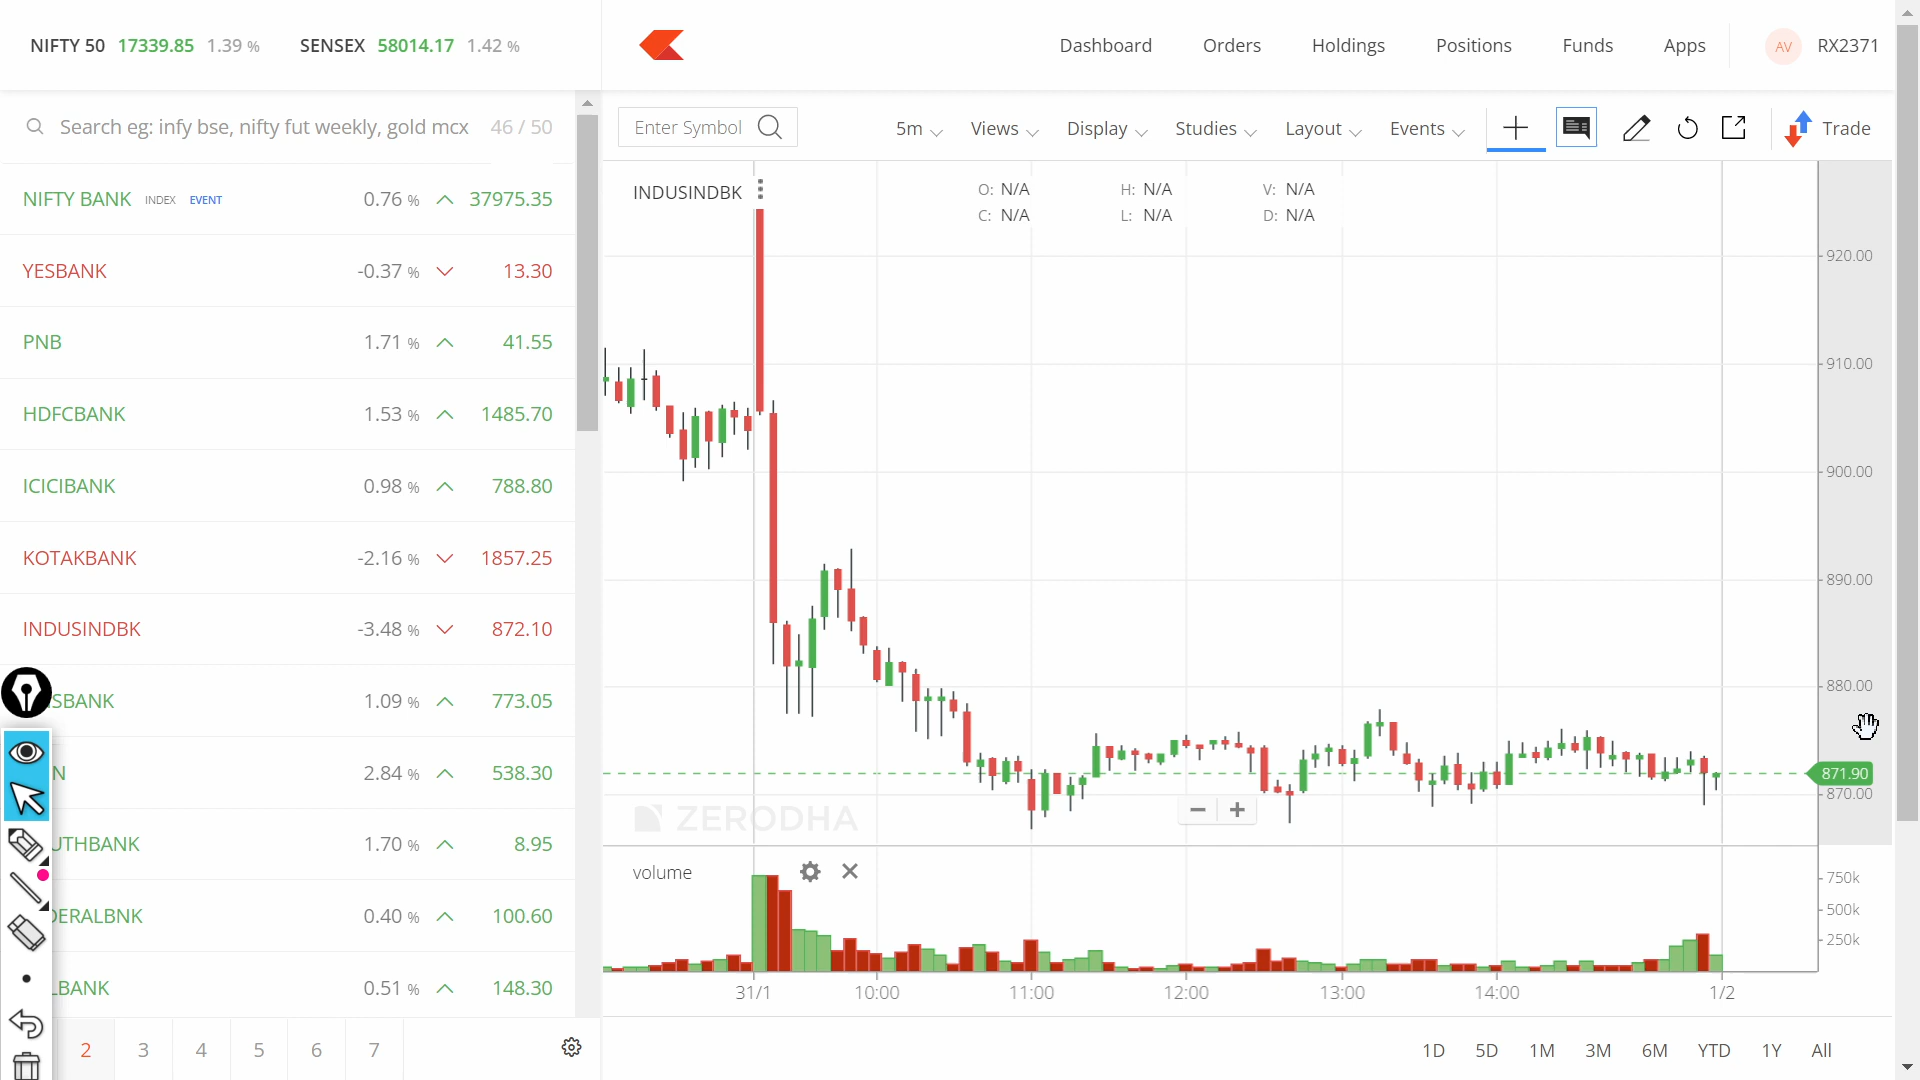 NIFTY 50 17339.85 1.39 % SENSEX 58014.17 1.42 %
Dashboard Orders Holdings Positions Funds Apps AV RX2371
Search eg: infy bse, nifty fut weekly, gold mcx 46 / 50
Enter Symbol 5m Views Display Studies Layout Events Trade
NIFTY BANK INDEX EVENT 0.76 % 37975.35
YESBANK -0.37 % 13.30
PNB 1.71 % 41.55
HDFCBANK 1.53 % 1485.70
ICICIBANK 0.98 % 788.80
KOTAKBANK -2.16 % 1857.25
INDUSINDBK -3.48 % 872.10
SBANK 1.09 % 773.05
N 2.84 % 538.30
UTHBANK 1.70 % 8.95
DERALBNK 0.40 % 100.60
LBANK 0.51 % 148.30
2 3 4 5 6 7
INDUSINDBK
O: N/A H: N/A V: N/A
C: N/A L: N/A D: N/A
920.00
910.00
900.00
890.00
880.00
871.90
870.00
ZERODHA
volume
750k
500k
250k
31/1 10:00 11:00 12:00 13:00 14:00 1/2
1D 5D 1M 3M 6M YTD 1Y All